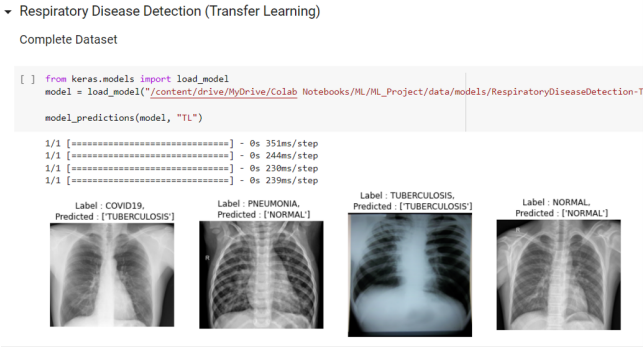 Respiratory Disease Detection (Transfer Learning)
Complete Dataset
[ ] from keras.models import load_model
model = load_model("/content/drive/MyDrive/Colab Notebooks/ML/ML_Project/data/models/RespiratoryDiseaseDetection-T
model_predictions(model, "TL")
1/1 [==============================] - 0s 351ms/step
1/1 [==============================] - 0s 244ms/step
1/1 [==============================] - 0s 230ms/step
1/1 [==============================] - 0s 239ms/step
Label : COVID19,
Predicted : ['TUBERCULOSIS']
Label : PNEUMONIA,
Predicted : ['NORMAL']
Label : TUBERCULOSIS,
Predicted : ['TUBERCULOSIS']
Label : NORMAL,
Predicted : ['NORMAL']
R